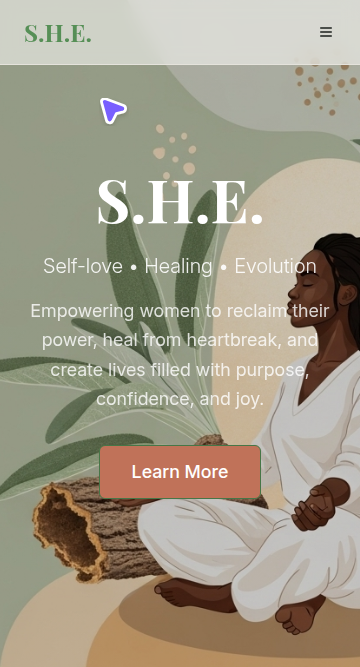 S.H.E.
S.H.E.
Self-love • Healing • Evolution
Empowering women to reclaim their
power, heal from heartbreak, and
create lives filled with purpose,
confidence, and joy.
Learn More